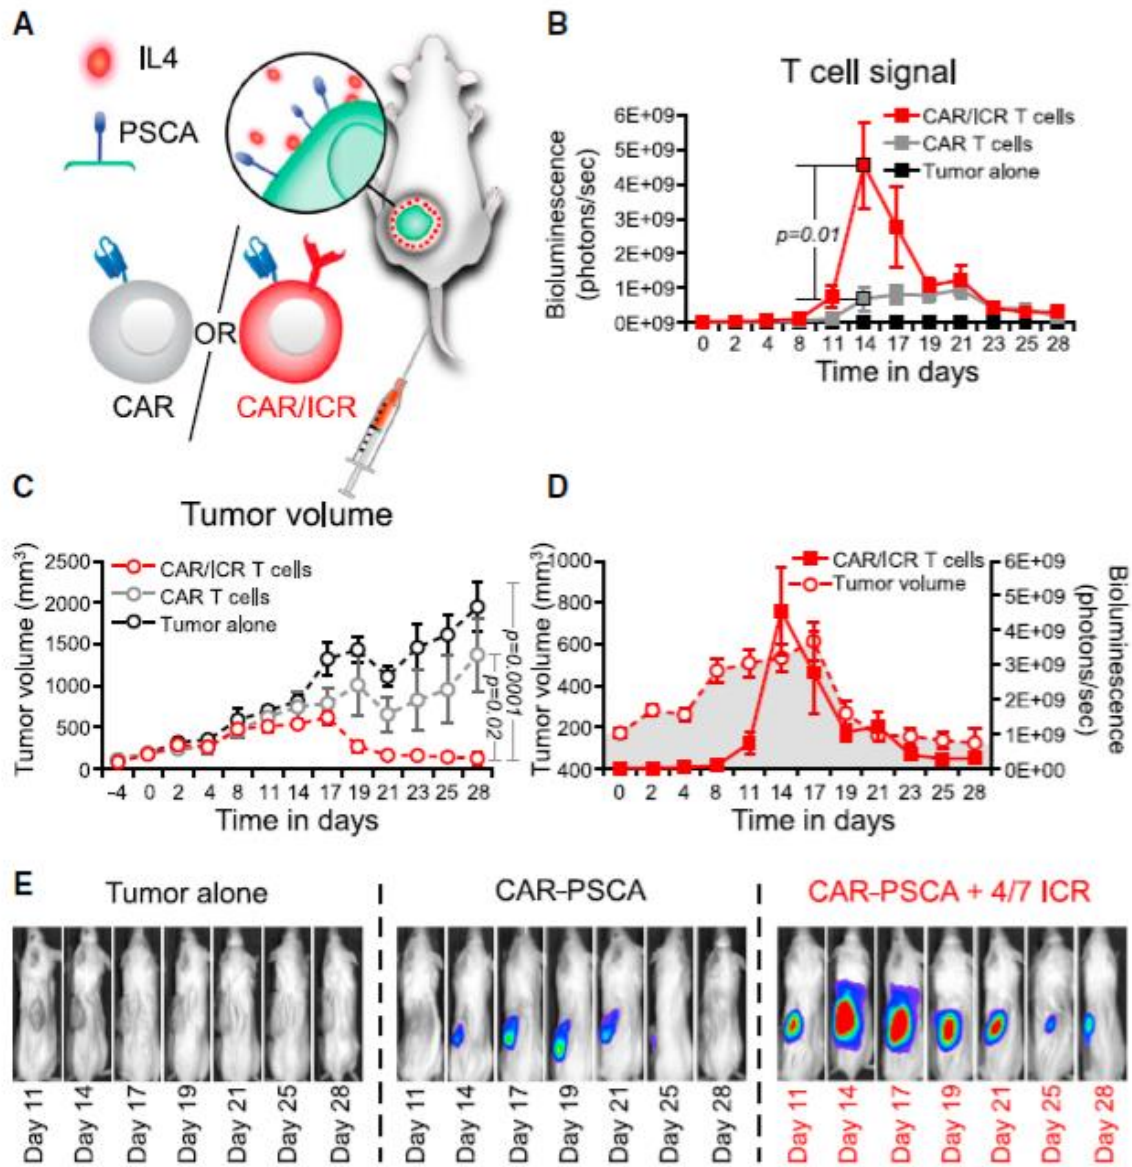 A
IL4
PSCA
OR
CAR
CAR/ICR
B
T cell signal
Bioluminescence
(photons/sec)
6E+09
5E+09
4E+09
3E+09
2E+09
1E+09
0E+09
CAR/ICR T cells
CAR T cells
Tumor alone
p=0.01
0 2 4 8 11 14 17 19 21 23 25 28
Time in days
C
Tumor volume
Tumor volume (mm³)
2500
2000
1500
1000
500
0
CAR/ICR T cells
CAR T cells
Tumor alone
p=0.0001
p=0.02
-4 0 2 4 8 11 14 17 19 21 23 25 28
Time in days
D
Tumor volume (mm³)
1000
800
600
400
200
400
CAR/ICR T cells
Tumor volume
6E+09
5E+09
4E+09
3E+09
2E+09
1E+09
0E+00
Bioluminescence
(photons/sec)
0 2 4 8 11 14 17 19 21 23 25 28
Time in days
E
Tumor alone
Day 11 Day 14 Day 17 Day 19 Day 21 Day 25 Day 28
CAR-PSCA
Day 11 Day 14 Day 17 Day 19 Day 21 Day 25 Day 28
CAR-PSCA + 4/7 ICR
Day 11 Day 14 Day 17 Day 19 Day 21 Day 25 Day 28